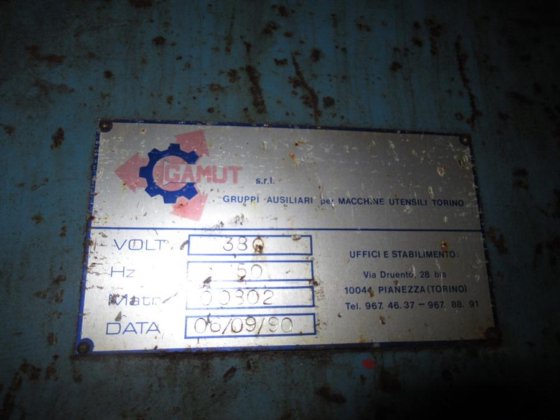 GAMUT s.r.l.
GRUPPI AUSILIARI per MACCHINE UTENSILI TORINO
VOLT 380
Hz 50
Matr. 00302
DATA 06/09/90
UFFICI E STABILIMENTO:
Via Druento, 28 bis
10044 PIANEZZA (TORINO)
Tel. 967.46.37 - 967.88.91